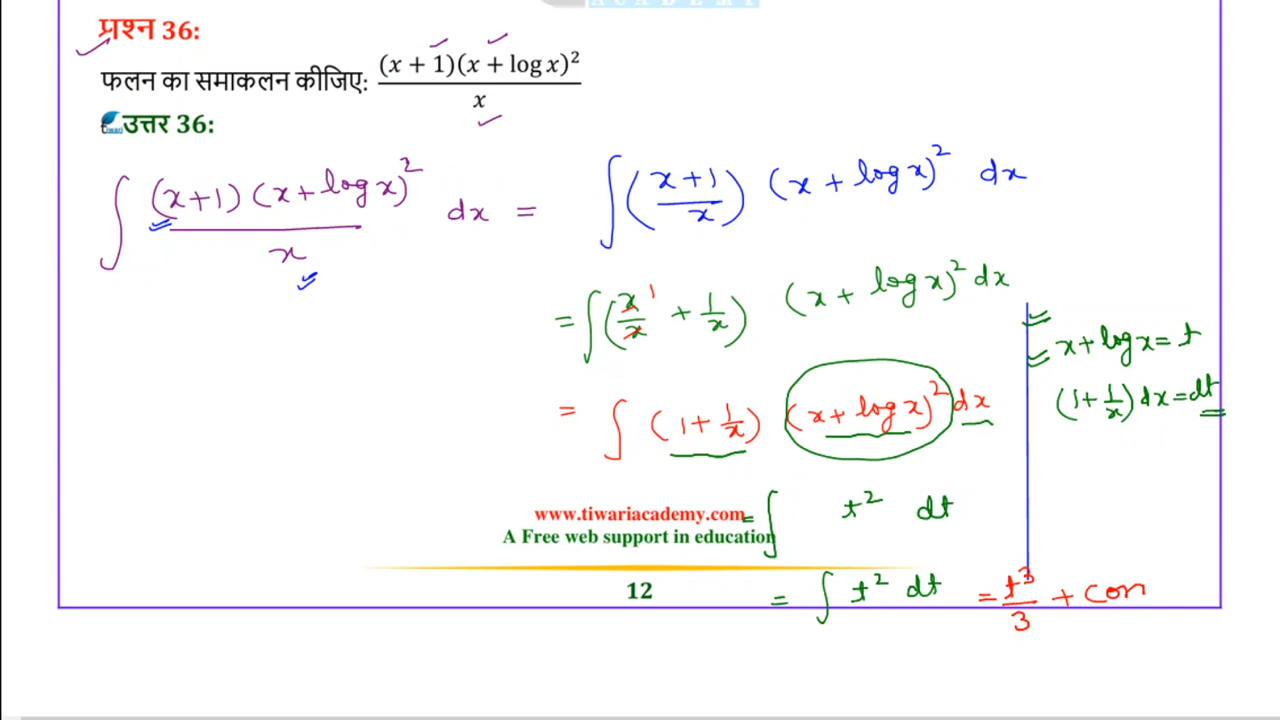 ACADEMY
प्रश्न 36:
फलन का समाकलन कीजिए: (x + 1)(x + log x)² / x
उत्तर 36:
∫ (x+1) (x+log x)² / x dx = ∫ ((x+1)/x) (x + log x)² dx
= ∫ (x/x 1 + 1/x) (x + log x)² dx
x + log x = t
= ∫ (1 + 1/x) (x + log x)² dx
(1 + 1/x) dx = dt
= ∫ t² dt
www.tiwariacademy.com
A Free web support in education
12
= ∫ t² dt = t³/3 + con